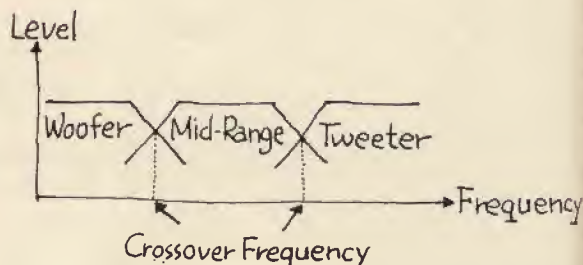 Level
Woofer Mid-Range Tweeter
Frequency
Crossover Frequency